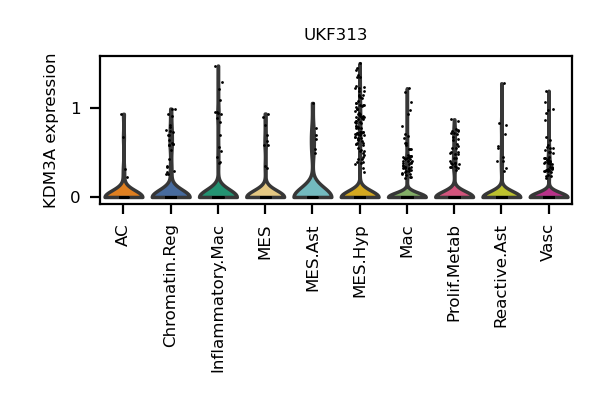 UKF313
KDM3A expression
1
0
AC
Chromatin.Reg
Inflammatory.Mac
MES
MES.Ast
MES.Hyp
Mac
Prolif.Metab
Reactive.Ast
Vasc